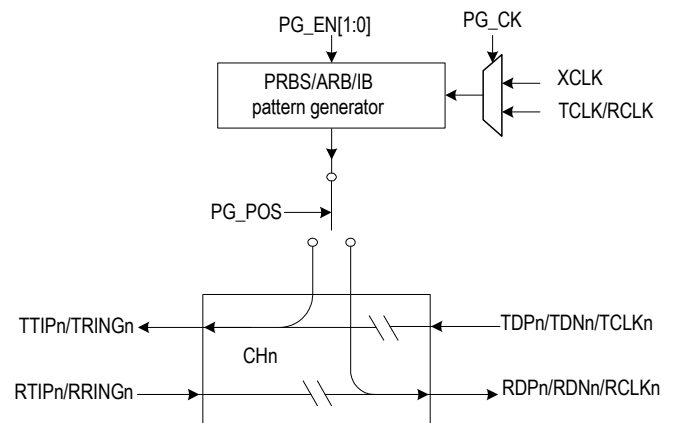 PG_EN[1:0]
PG_CK
PRBS/ARB/IB
pattern generator
XCLK
TCLK/RCLK
PG_POS
TTIPn/TRINGn
TDPn/TDNn/TCLKn
CHn
RTIPn/RRINGn
RDPn/RDNn/RCLKn